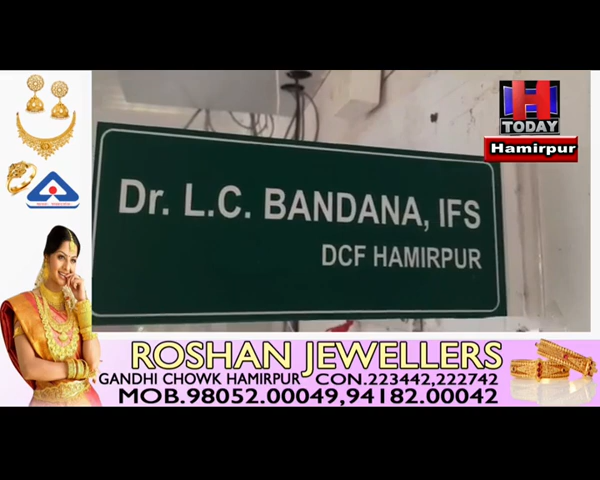 H
TODAY
Hamirpur
Dr. L.C. BANDANA, IFS
DCF HAMIRPUR
ROSHAN JEWELLERS
GANDHI CHOWK HAMIRPUR CON.223442,222742
MOB.98052.00049,94182.00042